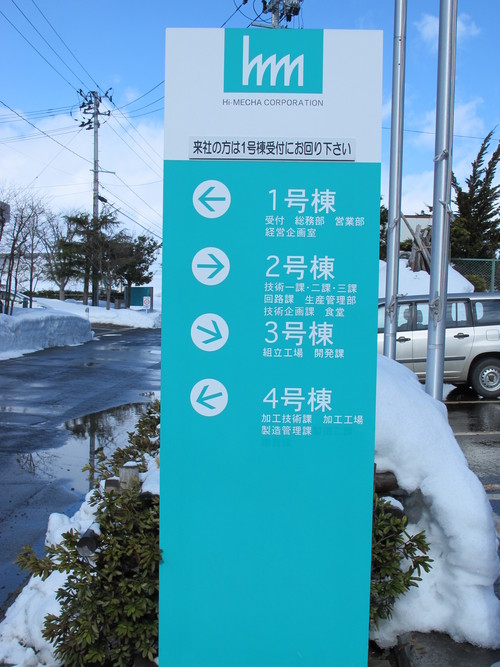 hm
Hi-MECHA CORPORATION
来社の方は1号棟受付にお回り下さい
1号棟
受付 総務部 営業部
経営企画室
2号棟
技術一課・二課・三課
回路課 生産管理部
技術企画課 食堂
3号棟
組立工場 開発課
4号棟
加工技術課 加工工場
製造管理課